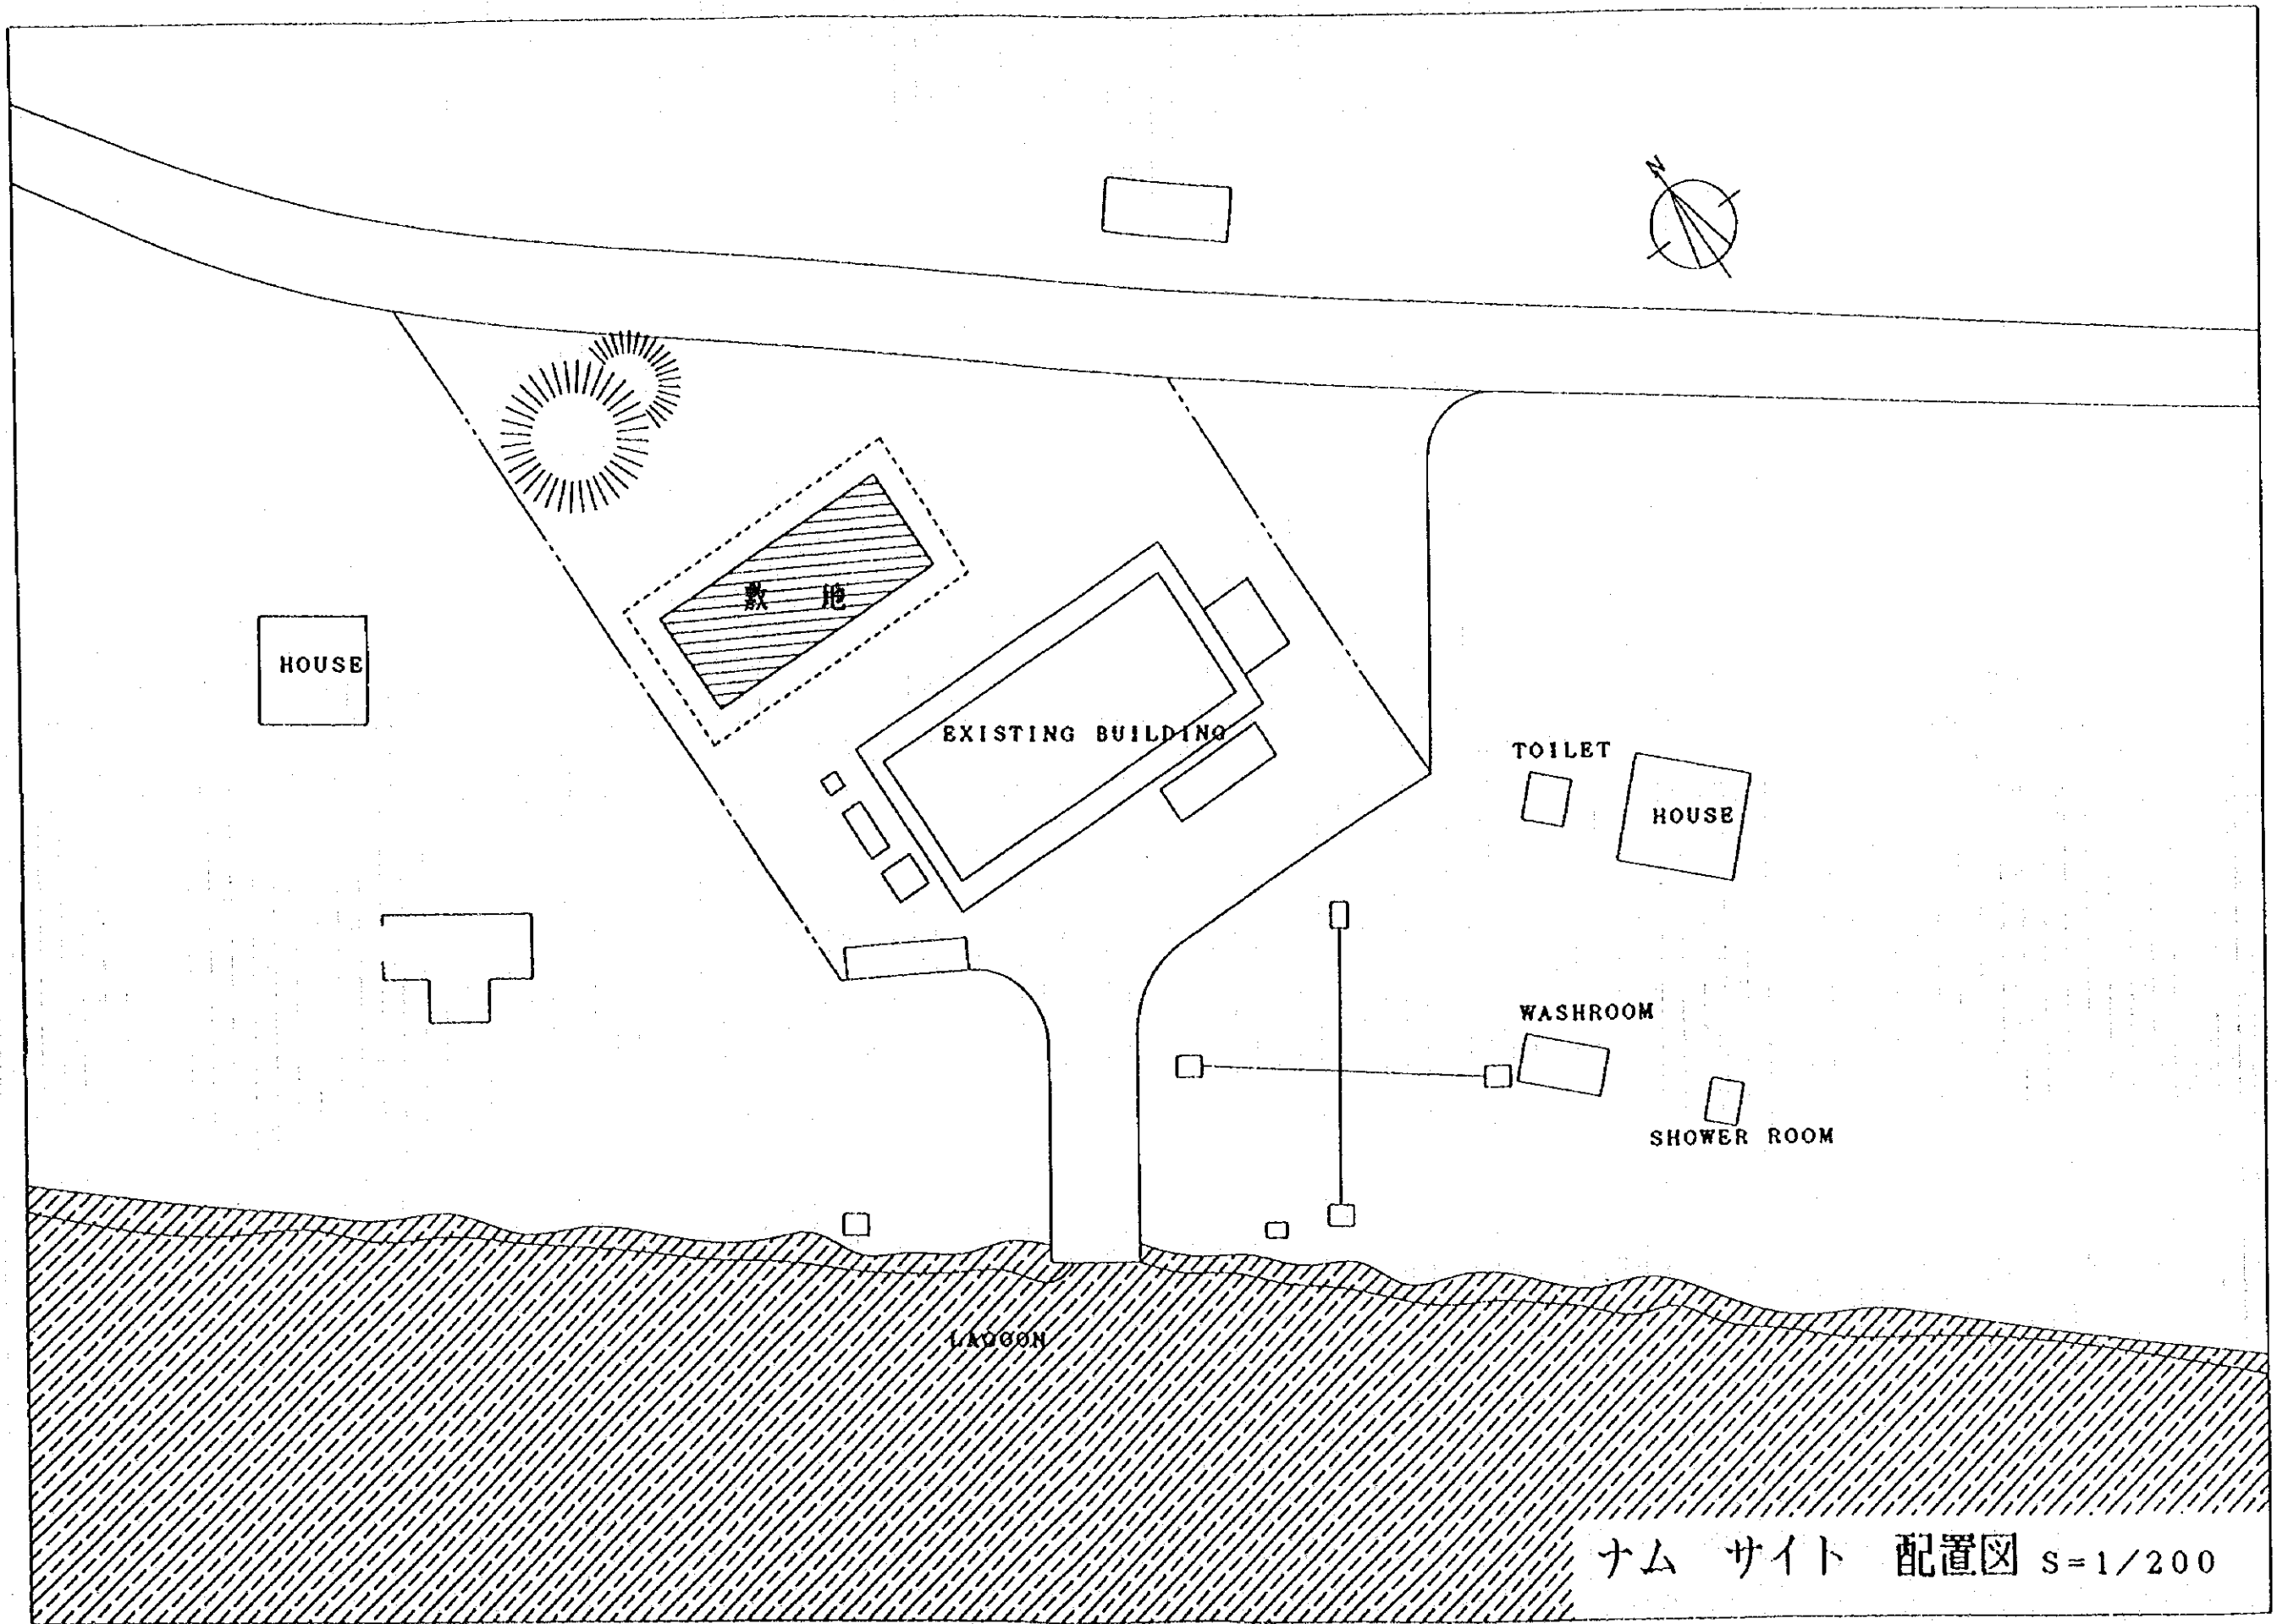 N
敷 地
HOUSE
EXISTING BUILDING
TOILET
HOUSE
WASHROOM
SHOWER ROOM
LAGOON
ナム サイト 配置図 S=1/200